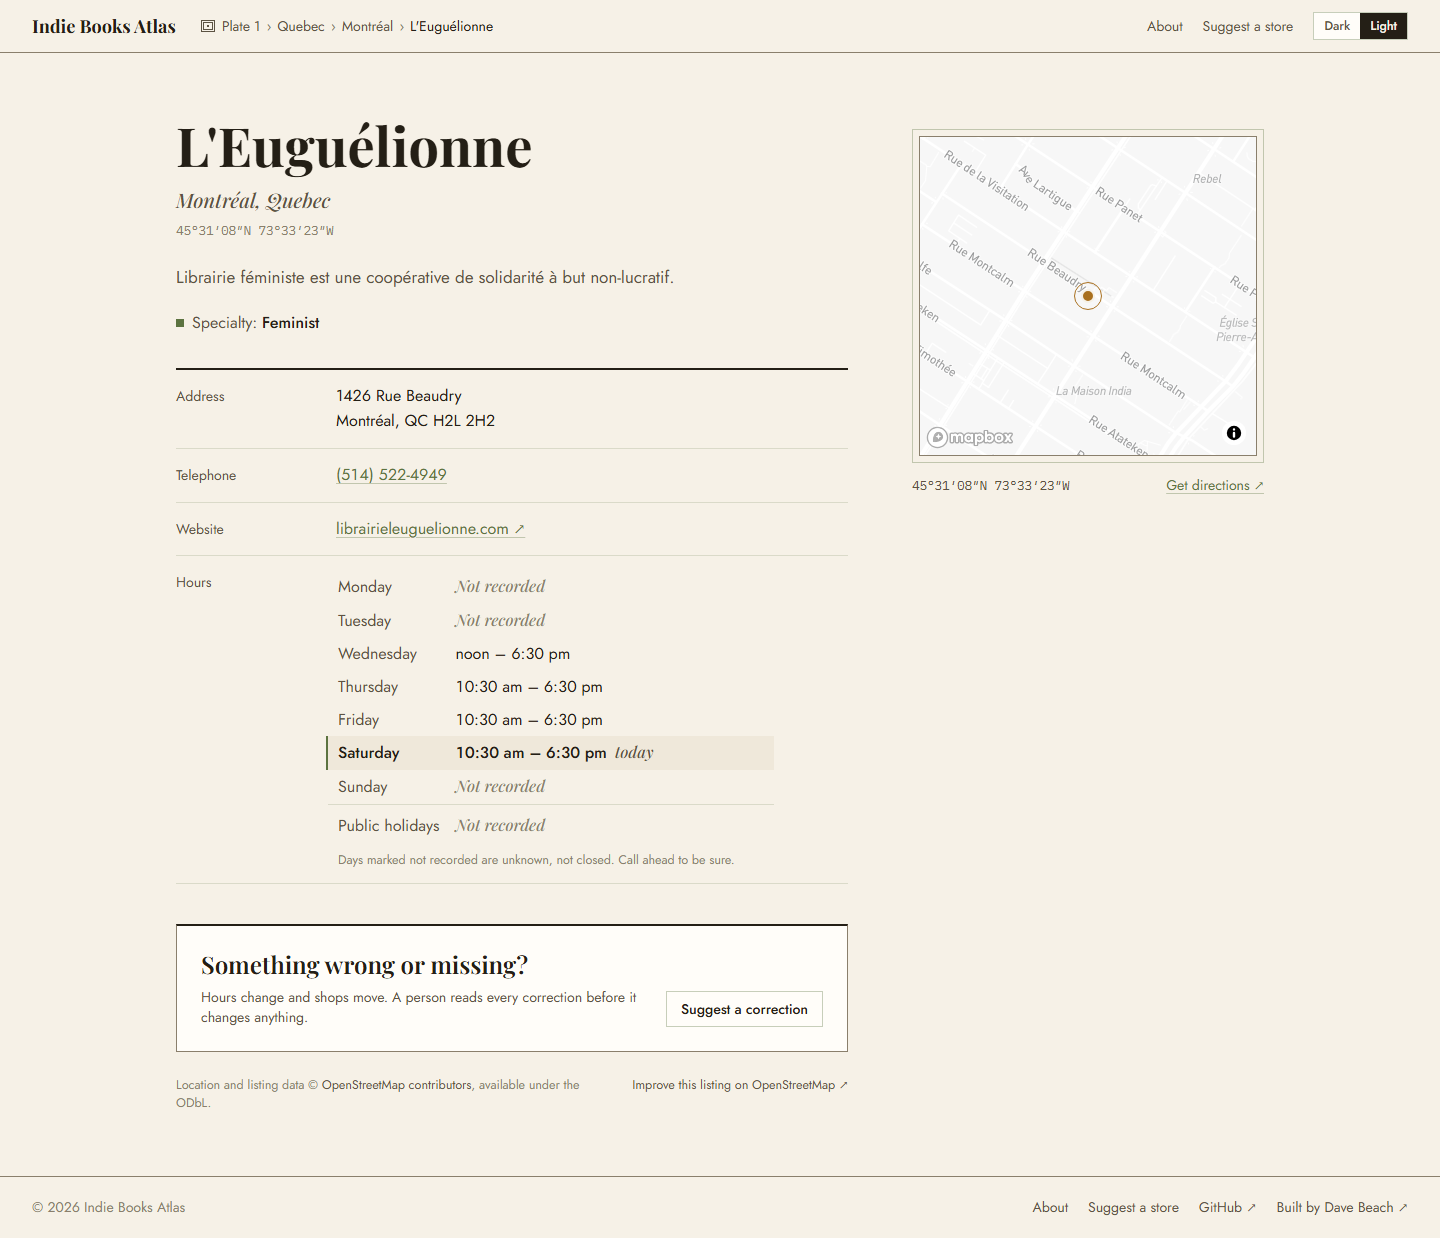 Indie Books Atlas
Plate 1 › Quebec › Montréal › L'Euguélionne
About
Suggest a store
Dark
Light
L'Euguélionne
Montréal, Quebec
45°31′08″N 73°33′23″W
Librairie féministe est une coopérative de solidarité à but non-lucratif.
Specialty: Feminist
Address
1426 Rue Beaudry
Montréal, QC H2L 2H2
Telephone
(514) 522-4949
Website
librairieleuguelionne.com ↗
Hours
Monday Not recorded
Tuesday Not recorded
Wednesday noon – 6:30 pm
Thursday 10:30 am – 6:30 pm
Friday 10:30 am – 6:30 pm
Saturday 10:30 am – 6:30 pm today
Sunday Not recorded
Public holidays Not recorded
Days marked not recorded are unknown, not closed. Call ahead to be sure.
Something wrong or missing?
Hours change and shops move. A person reads every correction before it
changes anything.
Suggest a correction
Location and listing data © OpenStreetMap contributors, available under the
ODbL.
Improve this listing on OpenStreetMap ↗
Rue de la Visitation
Ave Lartigue
Rue Panet
Rebel
Rue Montcalm
Rue Beaudry
Rue Montcalm
La Maison India
Rue Alateken
mapbox
45°31′08″N 73°33′23″W
Get directions ↗
© 2026 Indie Books Atlas
About
Suggest a store
GitHub ↗
Built by Dave Beach ↗